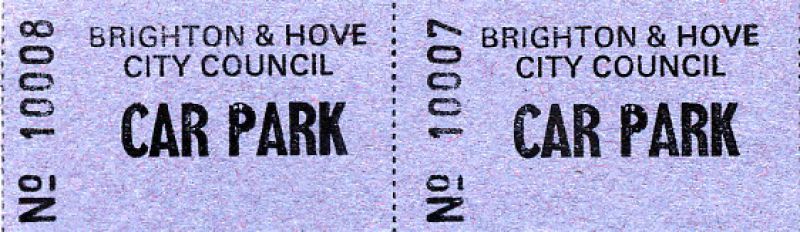 Nº 10008
BRIGHTON & HOVE
CITY COUNCIL
CAR PARK
Nº 10007
BRIGHTON & HOVE
CITY COUNCIL
CAR PARK